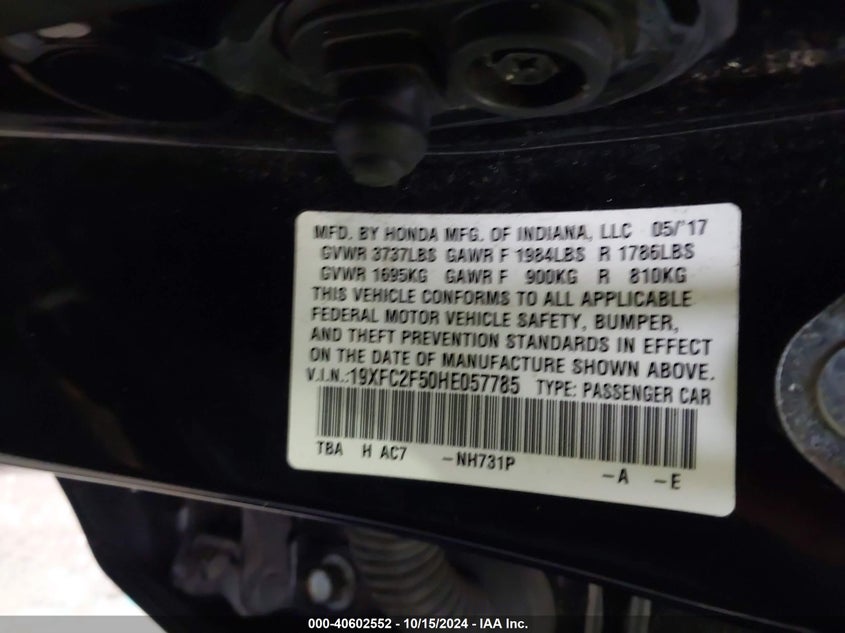 MFD. BY HONDA MFG. OF INDIANA, LLC 05/'17
GVWR 3737LBS GAWR F 1984LBS R 1786LBS
GVWR 1695KG GAWR F 900KG R 810KG
THIS VEHICLE CONFORMS TO ALL APPLICABLE
FEDERAL MOTOR VEHICLE SAFETY, BUMPER,
AND THEFT PREVENTION STANDARDS IN EFFECT
ON THE DATE OF MANUFACTURE SHOWN ABOVE.
V.I.N.:19XFC2F50HE057785 TYPE: PASSENGER CAR
TBA H AC7 -NH731P -A -E
000-40602552 - 10/15/2024 - IAA Inc.